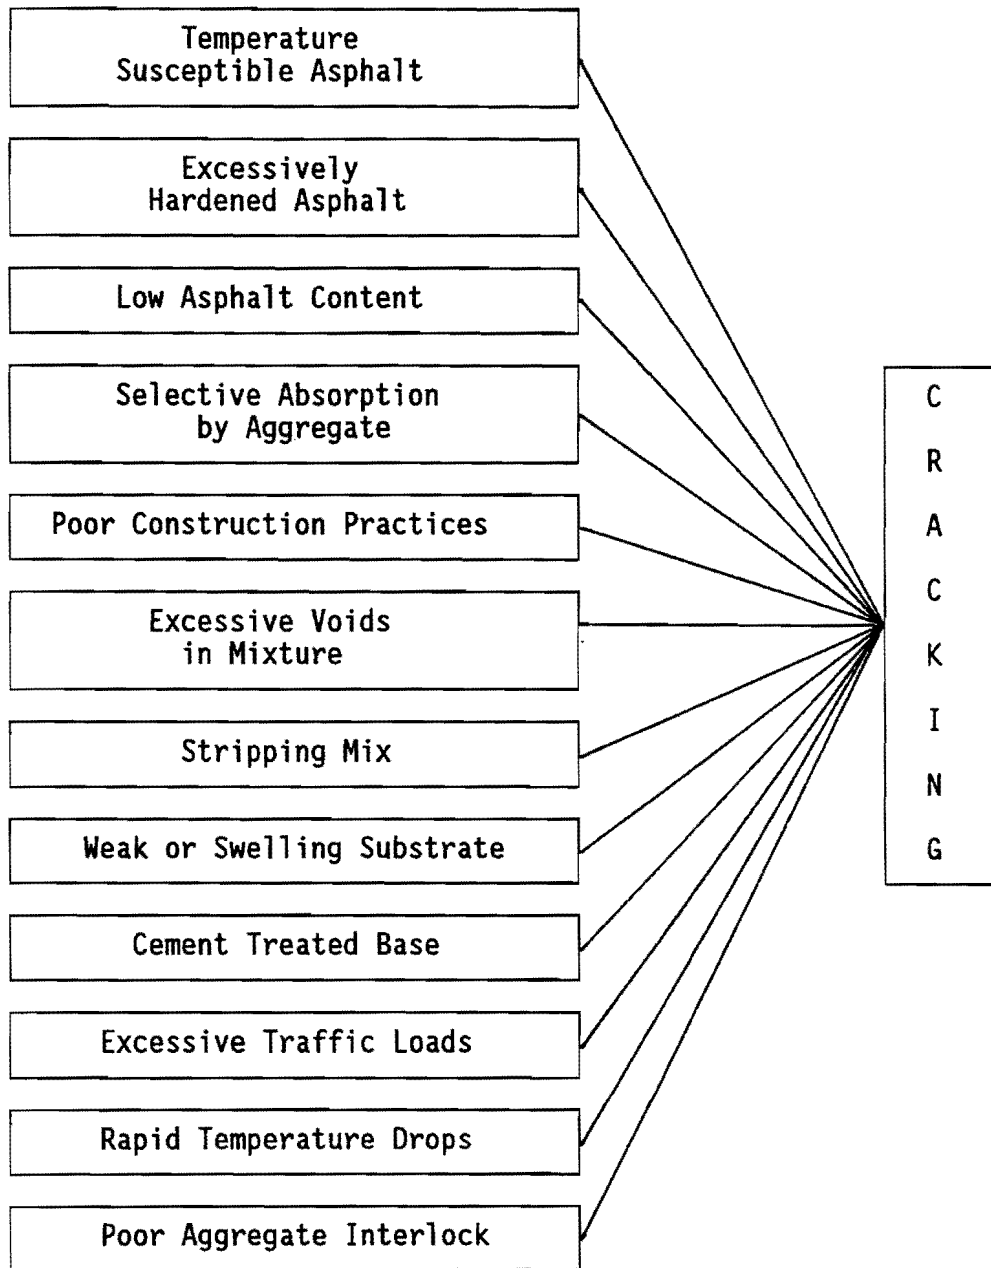 Temperature
Susceptible Asphalt
Excessively
Hardened Asphalt
Low Asphalt Content
Selective Absorption
by Aggregate
Poor Construction Practices
Excessive Voids
in Mixture
Stripping Mix
Weak or Swelling Substrate
Cement Treated Base
Excessive Traffic Loads
Rapid Temperature Drops
Poor Aggregate Interlock
C
R
A
C
K
I
N
G